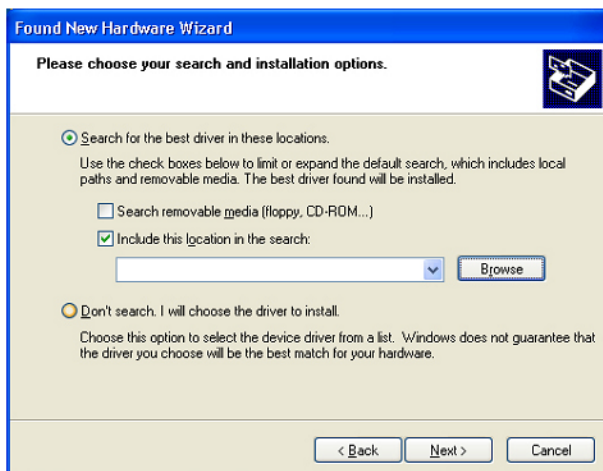 Found New Hardware Wizard
Please choose your search and installation options.
Search for the best driver in these locations.
Use the check boxes below to limit or expand the default search, which includes local
paths and removable media. The best driver found will be installed.
Search removable media (floppy, CD-ROM...)
Include this location in the search:
Browse
Don't search. I will choose the driver to install.
Choose this option to select the device driver from a list. Windows does not guarantee that
the driver you choose will be the best match for your hardware.
< Back Next > Cancel